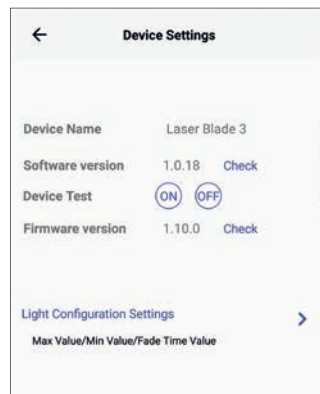 Device Settings
Device Name Laser Blade 3
Software version 1.0.18 Check
Device Test ON OFF
Firmware version 1.10.0 Check
Light Configuration Settings
Max Value/Min Value/Fade Time Value